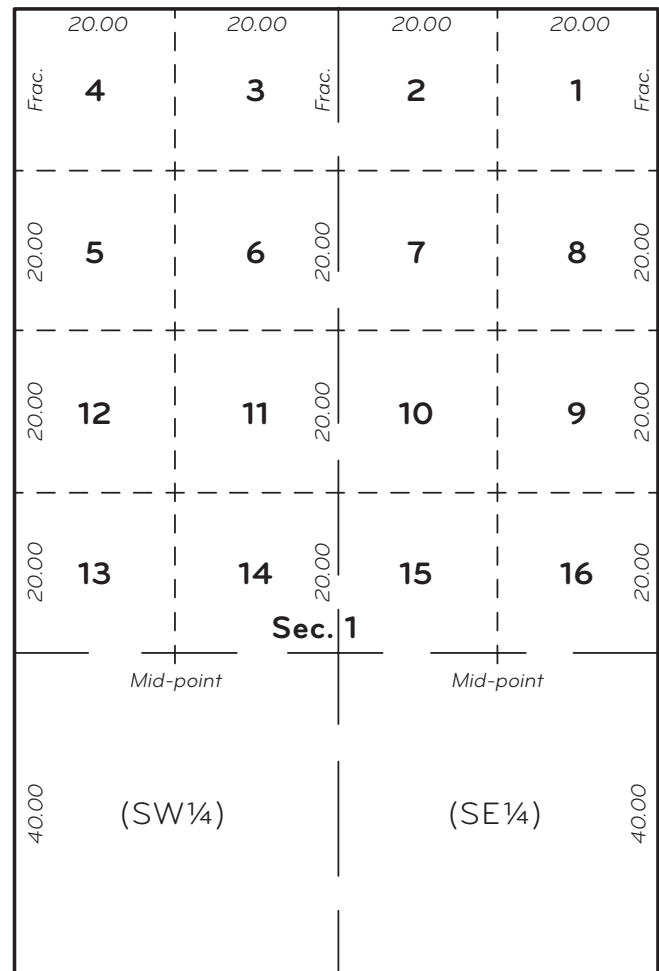 20.00 20.00 20.00 20.00
Frac. 4 3 Frac. 2 1 Frac.
20.00 5 6 20.00 7 8 20.00
20.00 12 11 20.00 10 9 20.00
20.00 13 14 20.00 15 16 20.00
Sec. 1
Mid-point Mid-point
40.00 (SW¼) (SE¼) 40.00